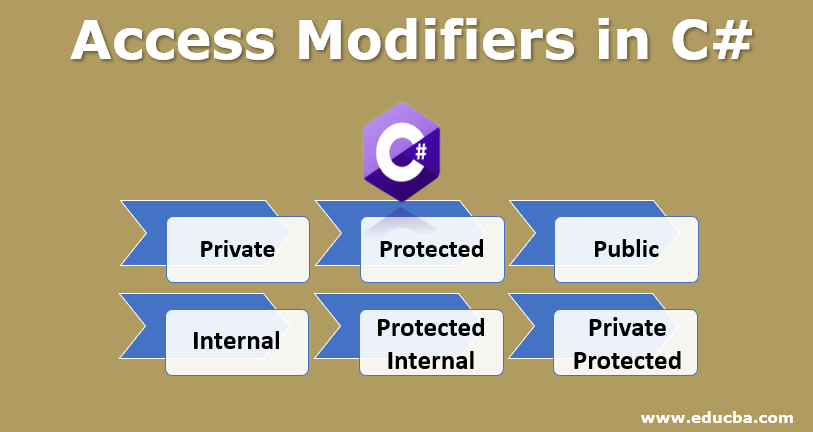 Access Modifiers in C#
C#
Private
Protected
Public
Internal
Protected
Internal
Private
Protected
www.educba.com